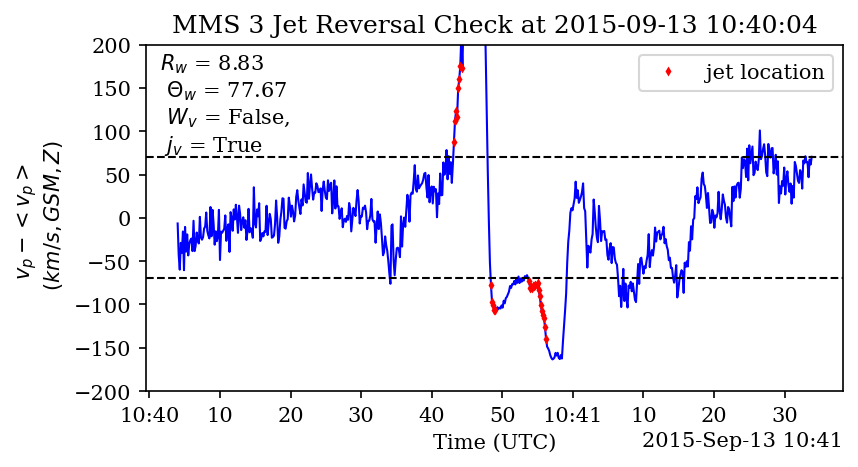 MMS 3 Jet Reversal Check at 2015-09-13 10:40:04
R_w = 8.83
Θ_w = 77.67
W_v = False,
j_v = True
jet location
v_p − < v_p >
(km/s, GSM, Z)
200
150
100
50
0
−50
−100
−150
−200
10:40 10 20 30 40 50 10:41 10 20 30
Time (UTC)
2015-Sep-13 10:41